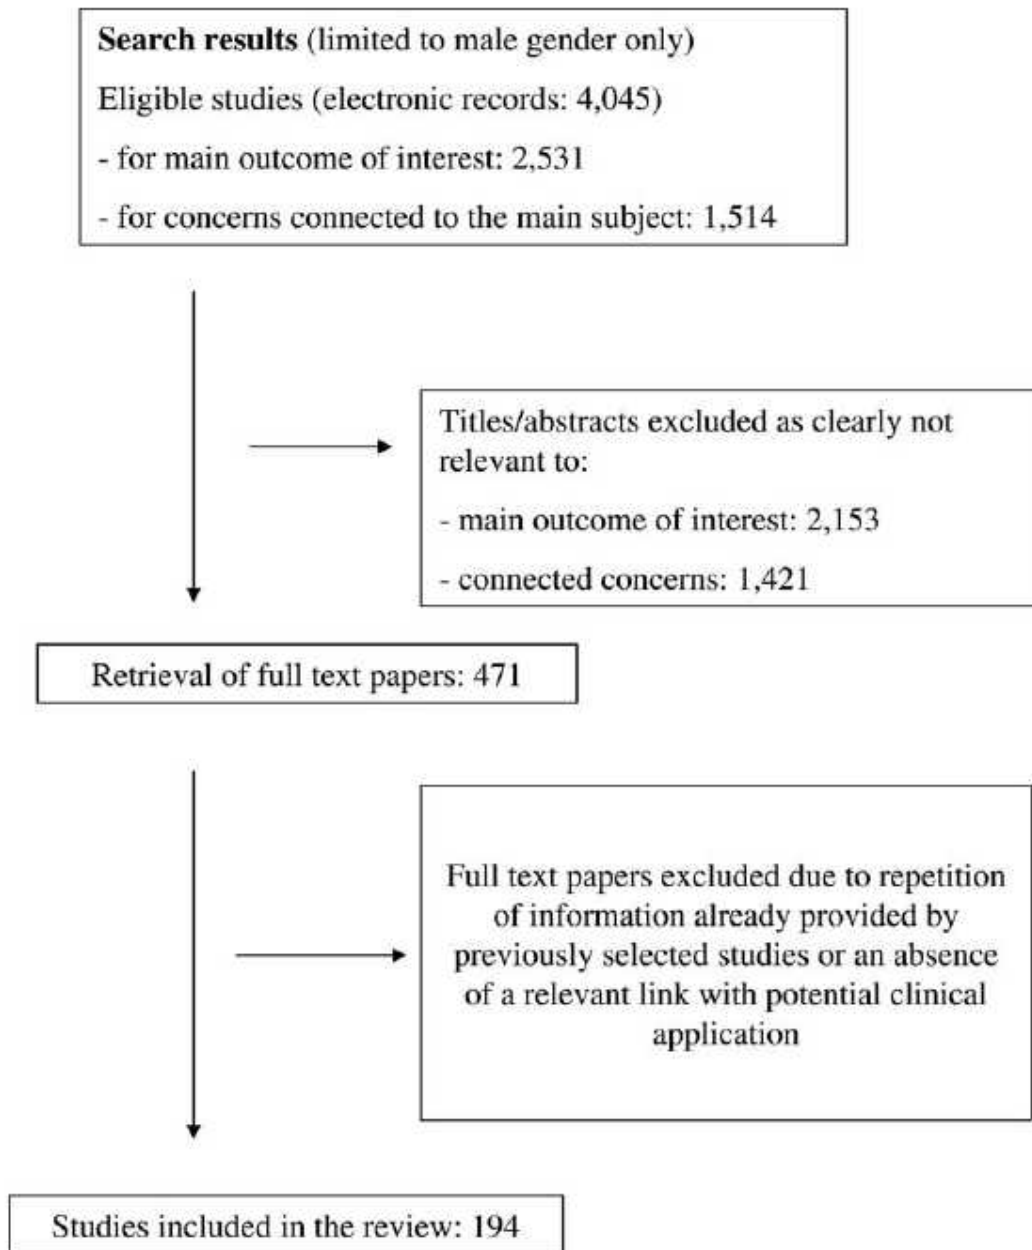 Search results (limited to male gender only)
Eligible studies (electronic records: 4,045)
- for main outcome of interest: 2,531
- for concerns connected to the main subject: 1,514
Titles/abstracts excluded as clearly not
relevant to:
- main outcome of interest: 2,153
- connected concerns: 1,421
Retrieval of full text papers: 471
Full text papers excluded due to repetition
of information already provided by
previously selected studies or an absence
of a relevant link with potential clinical
application
Studies included in the review: 194